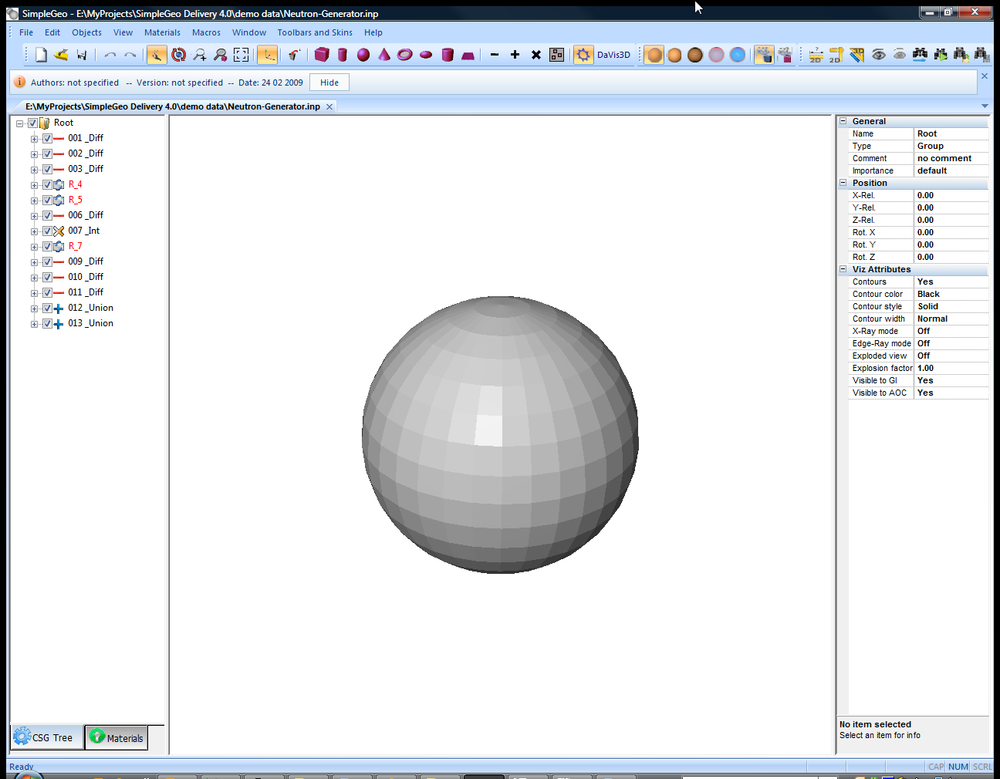 SimpleGeo - E:\MyProjects\SimpleGeo Delivery 4.0\demo data\Neutron-Generator.inp
File Edit Objects View Materials Macros Window Toolbars and Skins Help
DaVis3D 2D 2D
Authors: not specified -- Version: not specified -- Date: 24 02 2009 Hide
E:\MyProjects\SimpleGeo Delivery 4.0\demo data\Neutron-Generator.inp
Root
001 _Diff
002 _Diff
003 _Diff
R_4
R_5
006 _Diff
007 _Int
R_7
009 _Diff
010 _Diff
011 _Diff
012 _Union
013 _Union
CSG Tree Materials
General
Name Root
Type Group
Comment no comment
Importance default
Position
X-Rel. 0.00
Y-Rel. 0.00
Z-Rel. 0.00
Rot. X 0.00
Rot. Y 0.00
Rot. Z 0.00
Viz Attributes
Contours Yes
Contour color Black
Contour style Solid
Contour width Normal
X-Ray mode Off
Edge-Ray mode Off
Exploded view Off
Explosion factor 1.00
Visible to GI Yes
Visible to AOC Yes
No item selected
Select an item for info
Ready CAP NUM SCRL